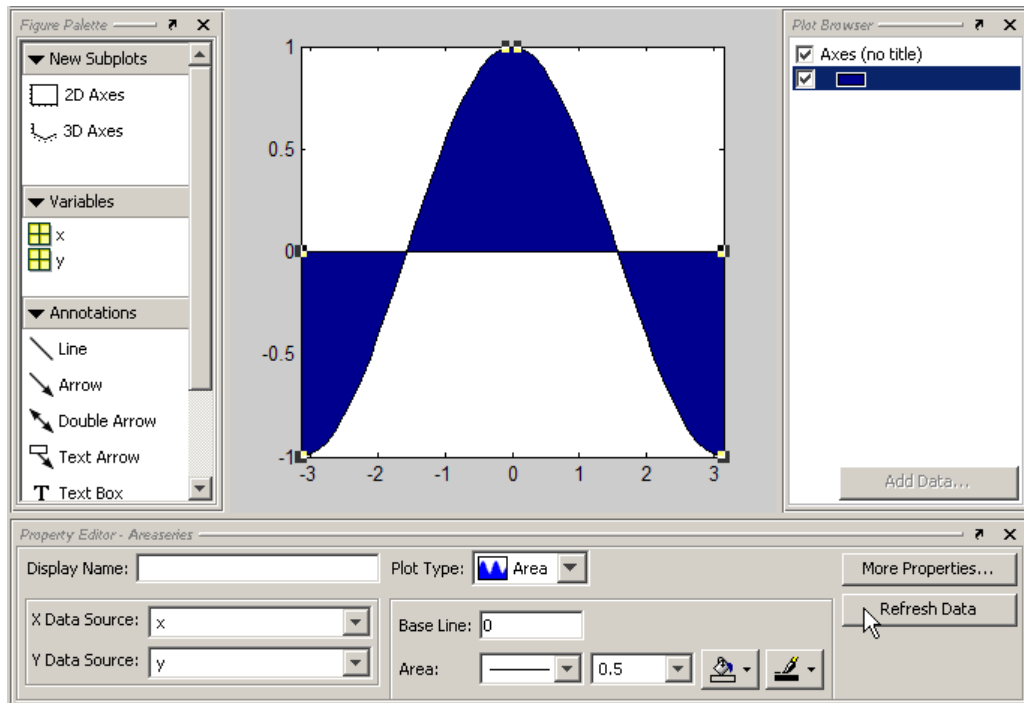 Figure Palette
New Subplots
2D Axes
3D Axes
Variables
x
y
Annotations
Line
Arrow
Double Arrow
Text Arrow
T Text Box
1
0.5
0
-0.5
-1
-3 -2 -1 0 1 2 3
Plot Browser
Axes (no title)
Add Data...
Property Editor - Areaseries
Display Name:
Plot Type: Area
More Properties...
X Data Source: x
Base Line: 0
Refresh Data
Y Data Source: y
Area: 0.5